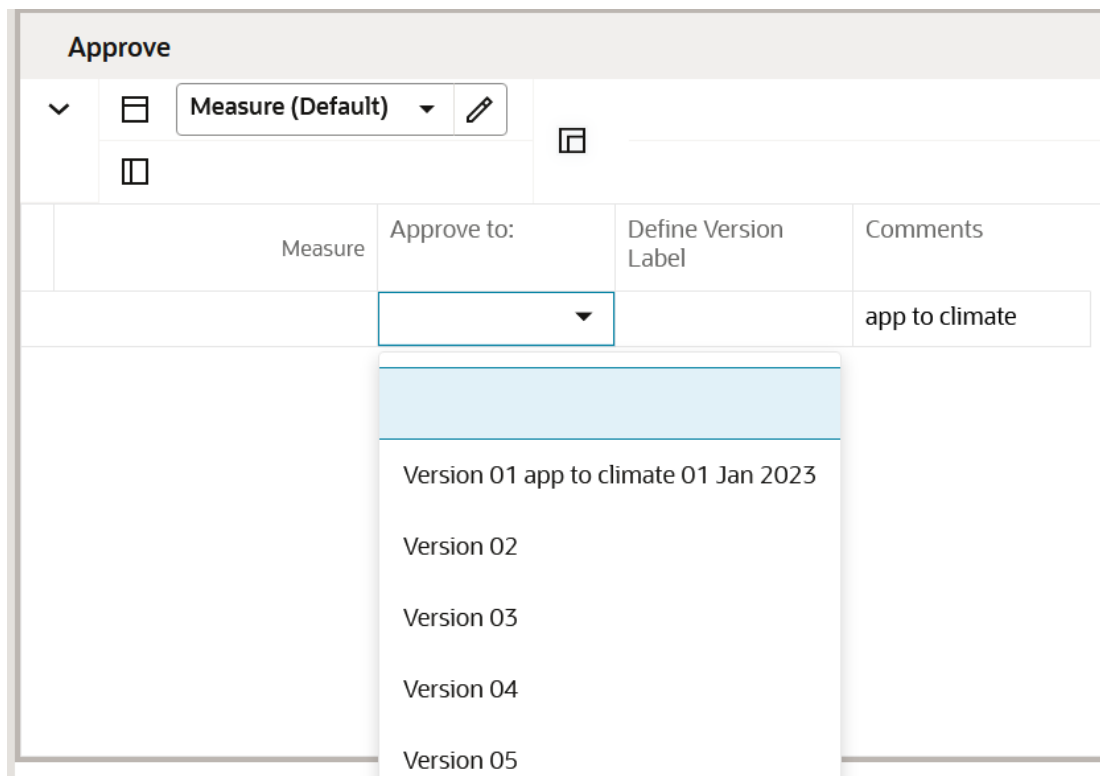 Approve
Measure (Default)
Measure
Approve to:
Define Version
Label
Comments
app to climate
Version 01 app to climate 01 Jan 2023
Version 02
Version 03
Version 04
Version 05